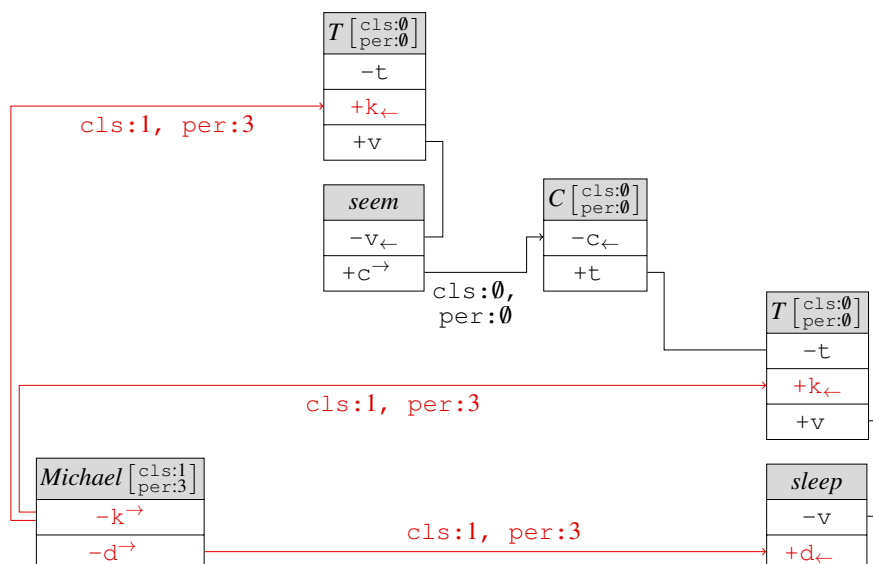 T [cls:∅ per:∅]
−t
+k←
+v
cls:1, per:3
seem
−v←
+c→
cls:∅,
per:∅
C [cls:∅ per:∅]
−c←
+t
T [cls:∅ per:∅]
−t
+k←
+v
cls:1, per:3
Michael [cls:1 per:3]
−k→
−d→
cls:1, per:3
sleep
−v
+d←